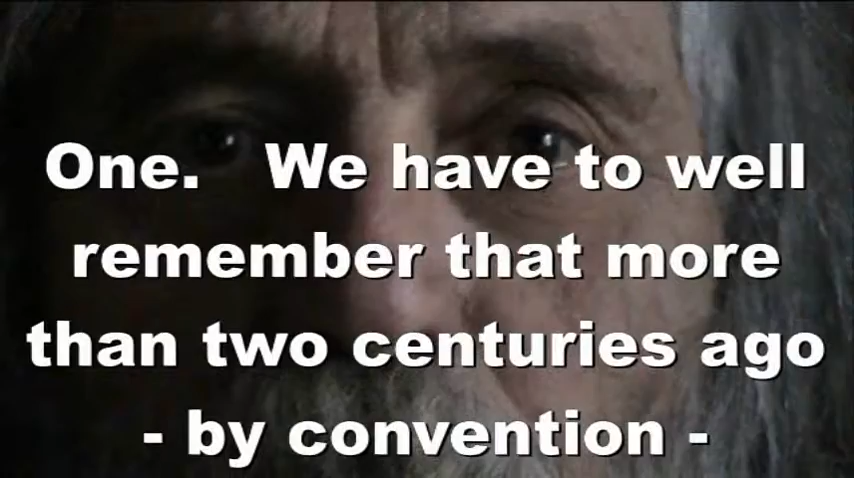 One. We have to well
remember that more
than two centuries ago
- by convention -